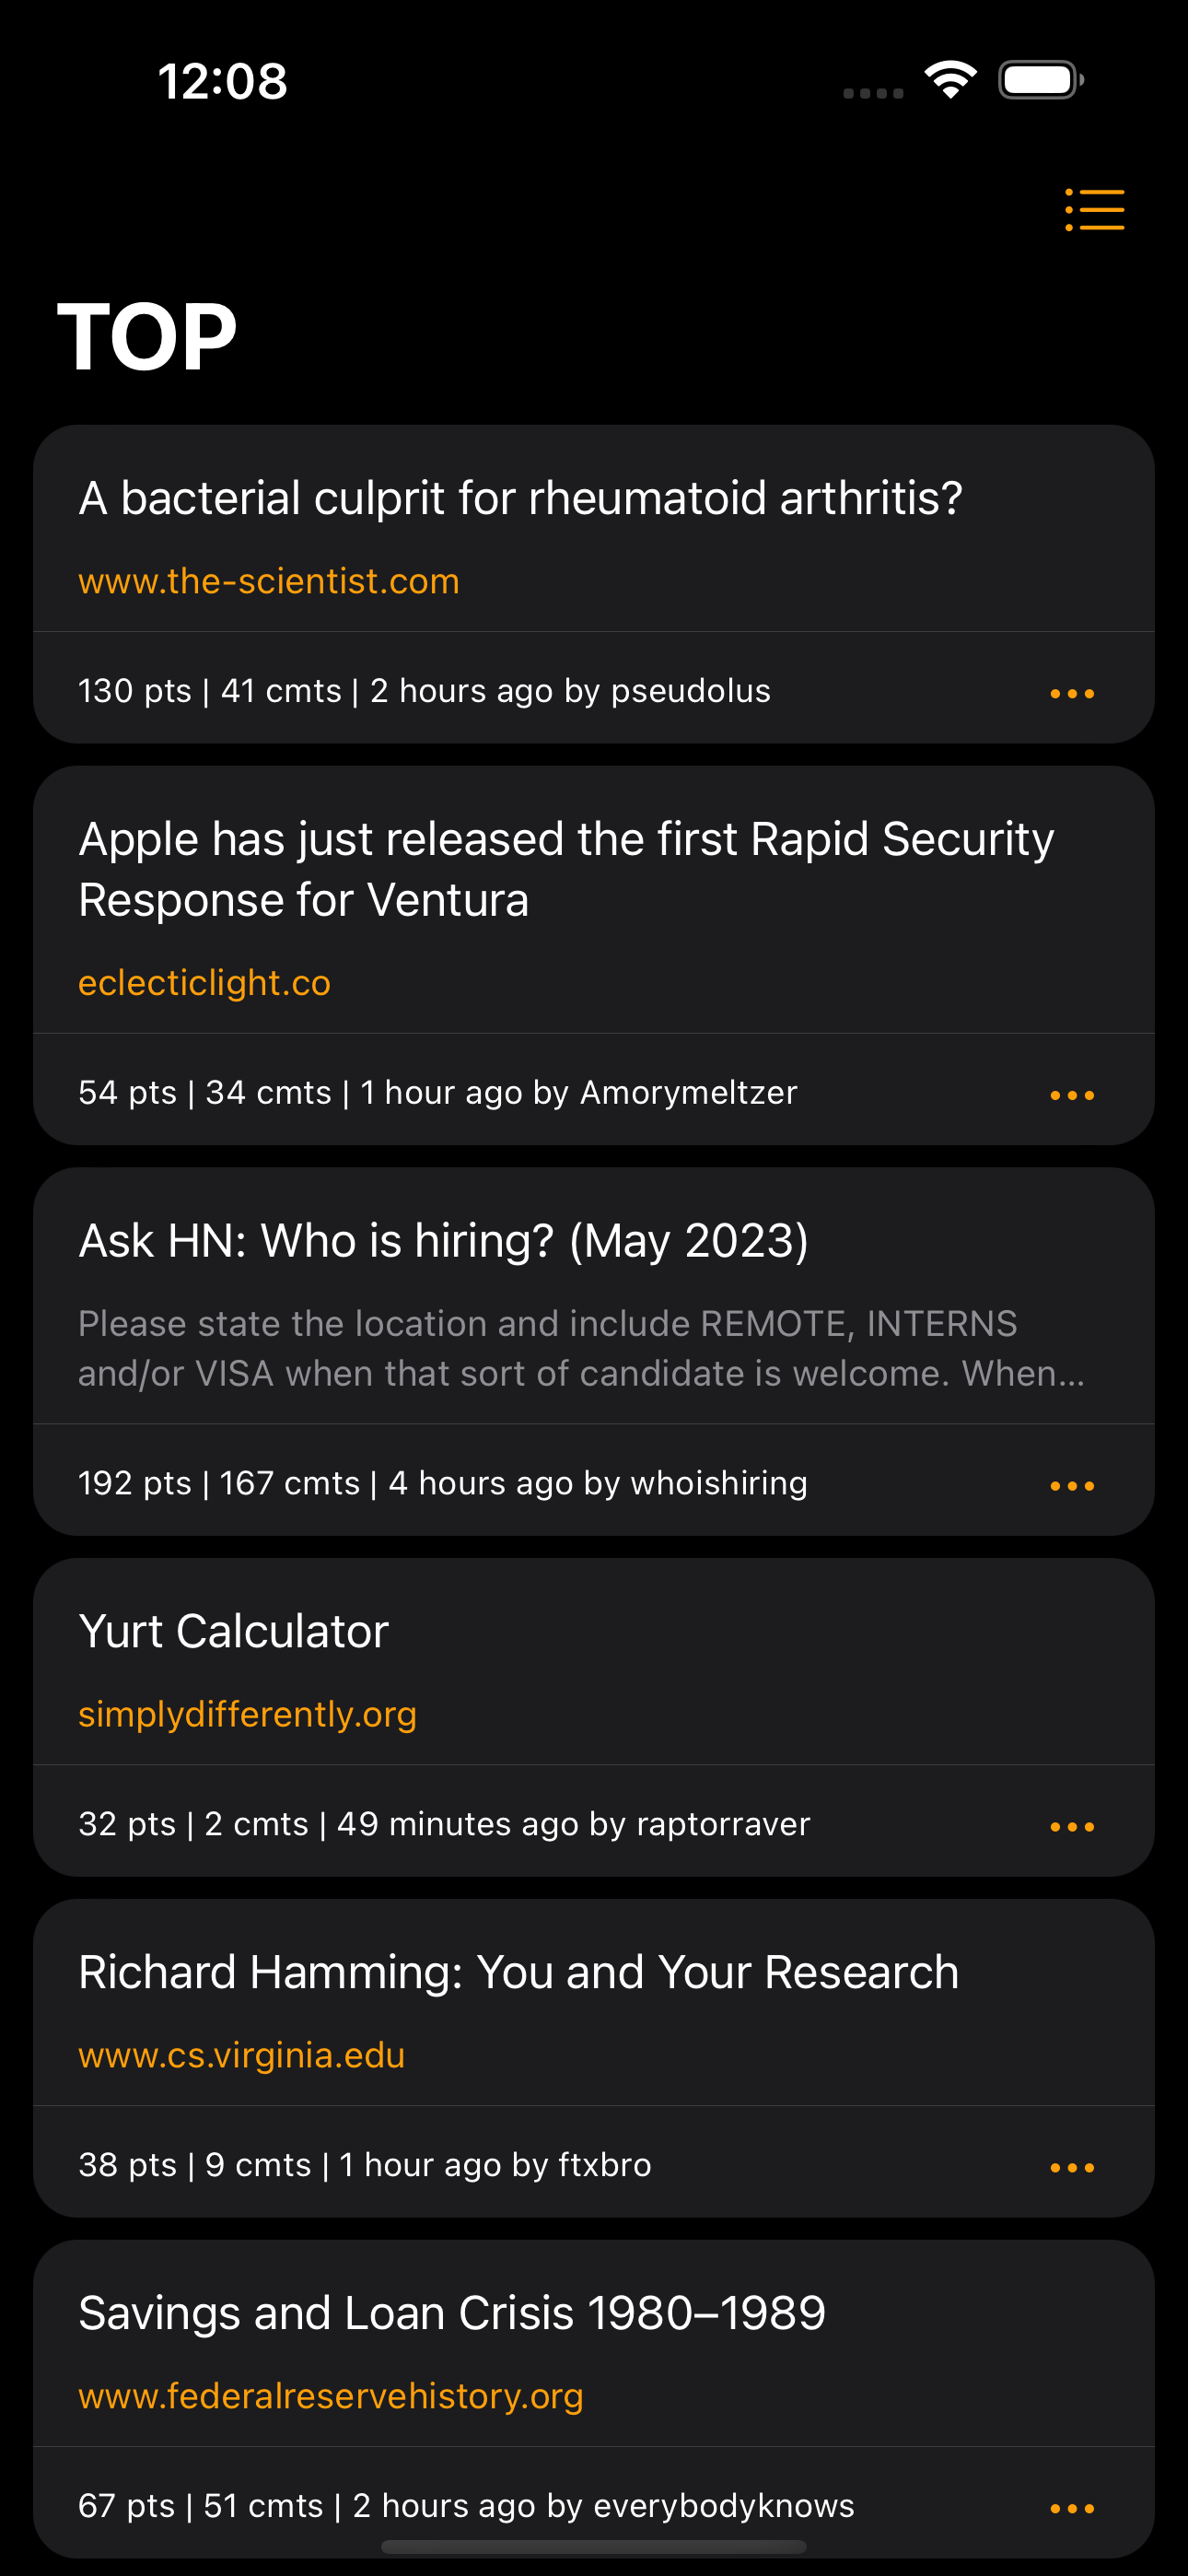 12:08
TOP
A bacterial culprit for rheumatoid arthritis?
www.the-scientist.com
130 pts | 41 cmts | 2 hours ago by pseudolus
Apple has just released the first Rapid Security
Response for Ventura
eclecticlight.co
54 pts | 34 cmts | 1 hour ago by Amorymeltzer
Ask HN: Who is hiring? (May 2023)
Please state the location and include REMOTE, INTERNS
and/or VISA when that sort of candidate is welcome. When...
192 pts | 167 cmts | 4 hours ago by whoishiring
Yurt Calculator
simplydifferently.org
32 pts | 2 cmts | 49 minutes ago by raptorraver
Richard Hamming: You and Your Research
www.cs.virginia.edu
38 pts | 9 cmts | 1 hour ago by ftxbro
Savings and Loan Crisis 1980–1989
www.federalreservehistory.org
67 pts | 51 cmts | 2 hours ago by everybodyknows